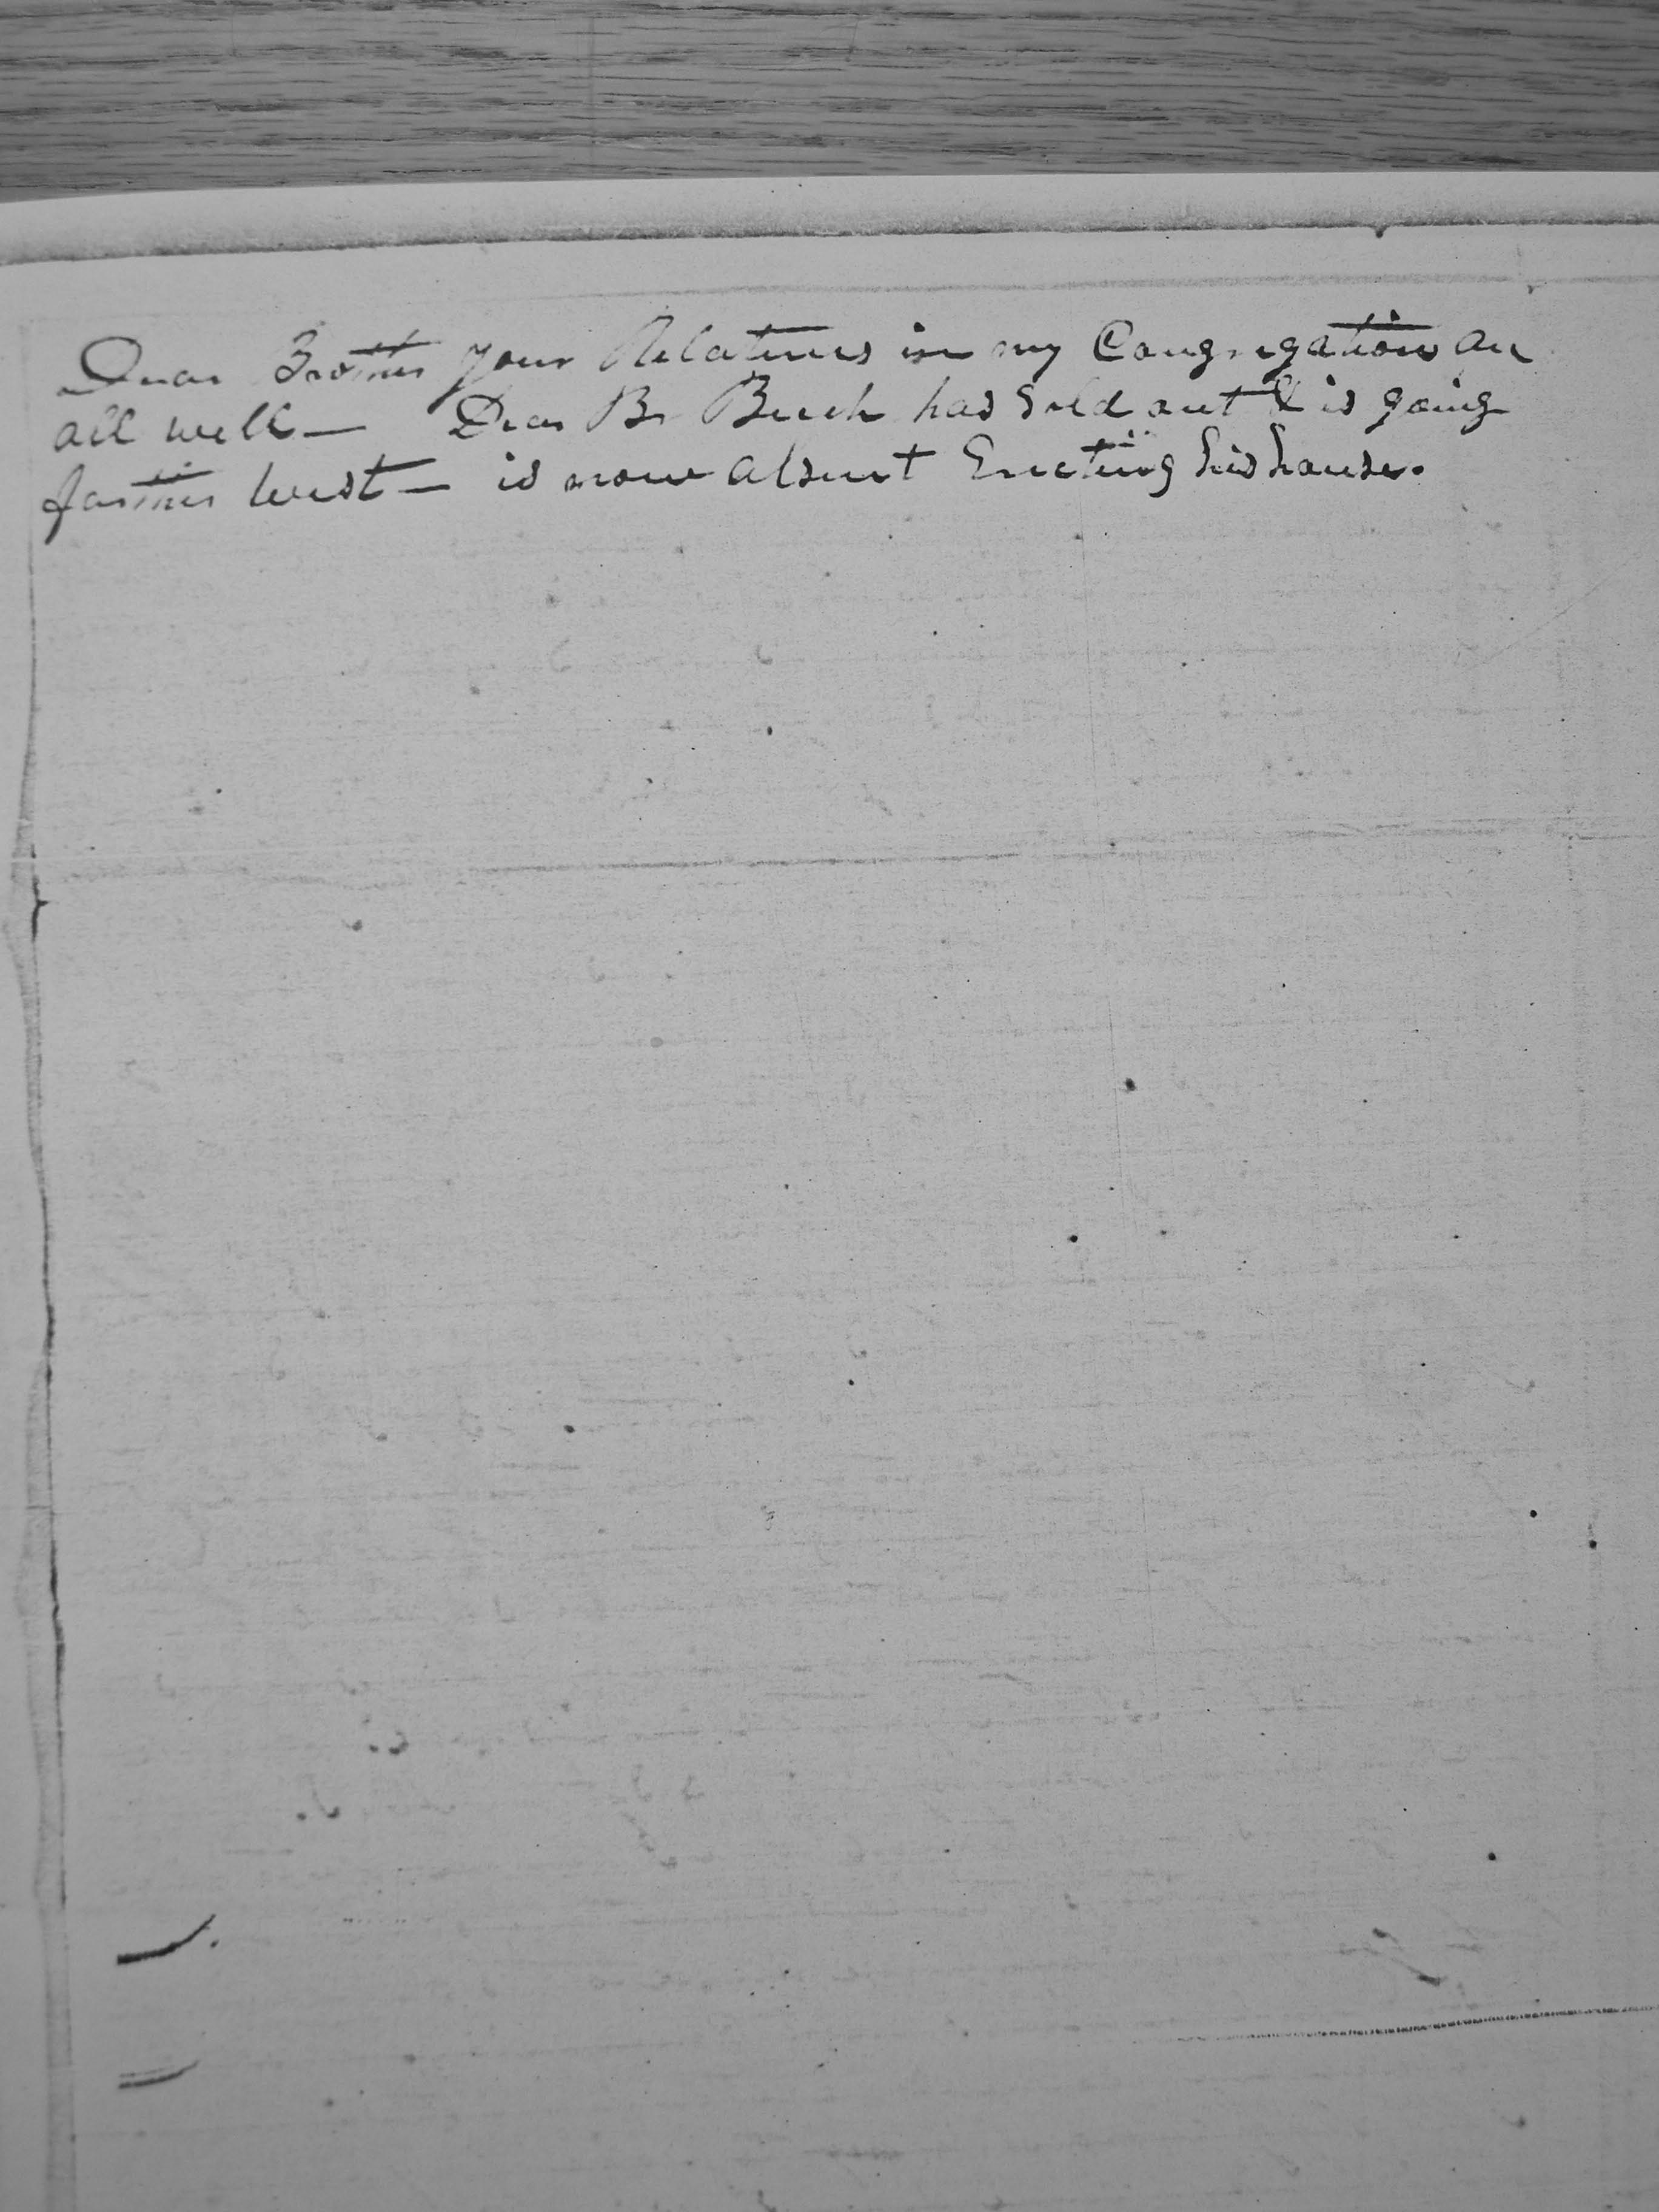 Dear Brother your Relatives in my Congregation are
all well — Dear Br Buch has Sold out & is going
farther West — is now absent Erecting his house.